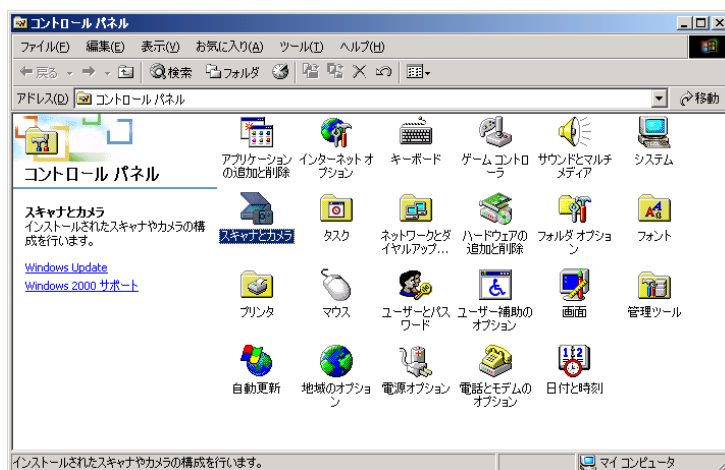 コントロール パネル
ファイル(F) 編集(E) 表示(V) お気に入り(A) ツール(T) ヘルプ(H)
戻る 検索 フォルダ
アドレス(D) コントロール パネル 移動
コントロール パネル
スキャナとカメラ
インストールされたスキャナやカメラの構
成を行います。
Windows Update
Windows 2000 サポート
アプリケーション
の追加と削除
インターネット オ
プション
キーボード
ゲーム コントロ
ーラ
サウンドとマルチ
メディア
システム
スキャナとカメラ
タスク
ネットワークとダ
イヤルアップ...
ハードウェアの
追加と削除
フォルダ オプショ
ン
フォント
プリンタ
マウス
ユーザーとパス
ワード
ユーザー補助の
オプション
画面
管理ツール
自動更新
地域のオプショ
ン
電源オプション
電話とモデムの
オプション
日付と時刻
インストールされたスキャナやカメラの構成を行います。 マイ コンピュータ